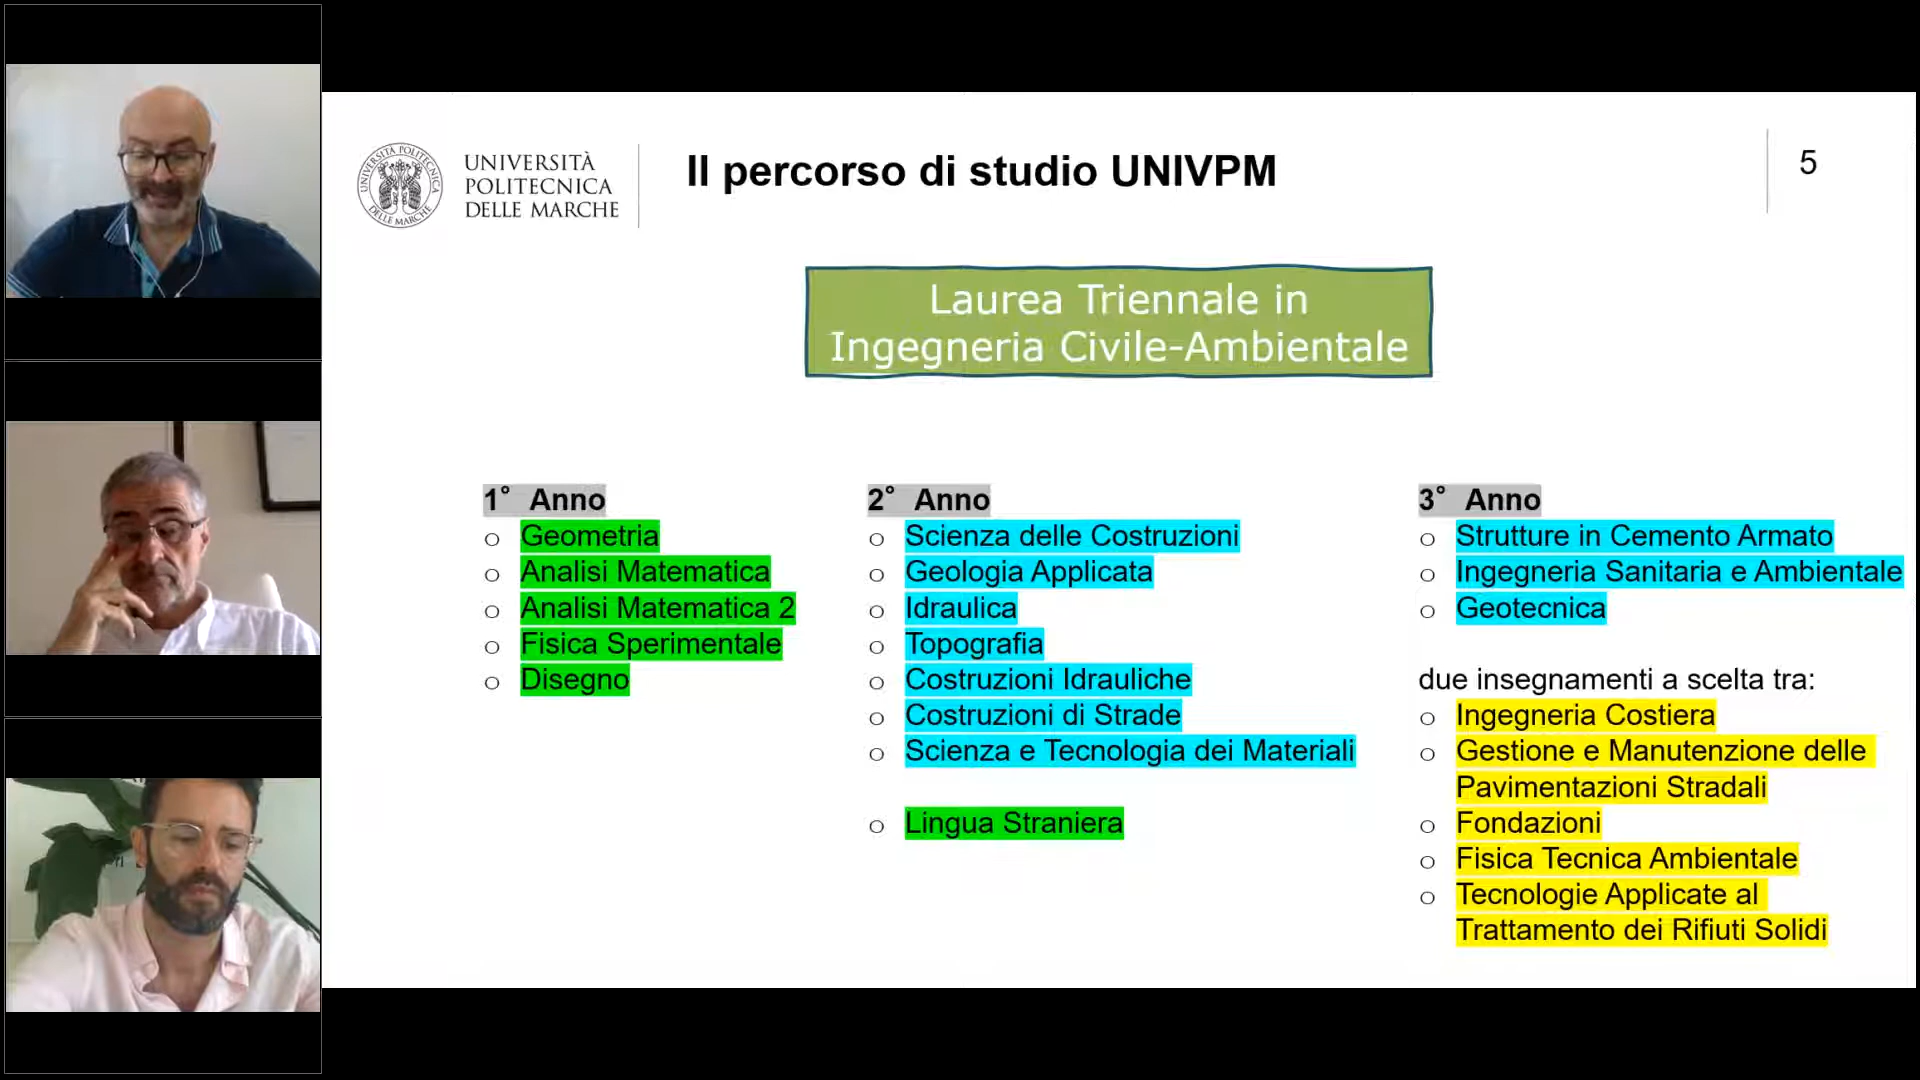 UNIVERSITÀ
POLITECNICA
DELLE MARCHE
UNIVERSITÀ POLITECNICA
DELLE MARCHE
Il percorso di studio UNIVPM
5
Laurea Triennale in
Ingegneria Civile-Ambientale
1° Anno
o Geometria
o Analisi Matematica
o Analisi Matematica 2
o Fisica Sperimentale
o Disegno
2° Anno
o Scienza delle Costruzioni
o Geologia Applicata
o Idraulica
o Topografia
o Costruzioni Idrauliche
o Costruzioni di Strade
o Scienza e Tecnologia dei Materiali
o Lingua Straniera
3° Anno
o Strutture in Cemento Armato
o Ingegneria Sanitaria e Ambientale
o Geotecnica
due insegnamenti a scelta tra:
o Ingegneria Costiera
o Gestione e Manutenzione delle
Pavimentazioni Stradali
o Fondazioni
o Fisica Tecnica Ambientale
o Tecnologie Applicate al
Trattamento dei Rifiuti Solidi